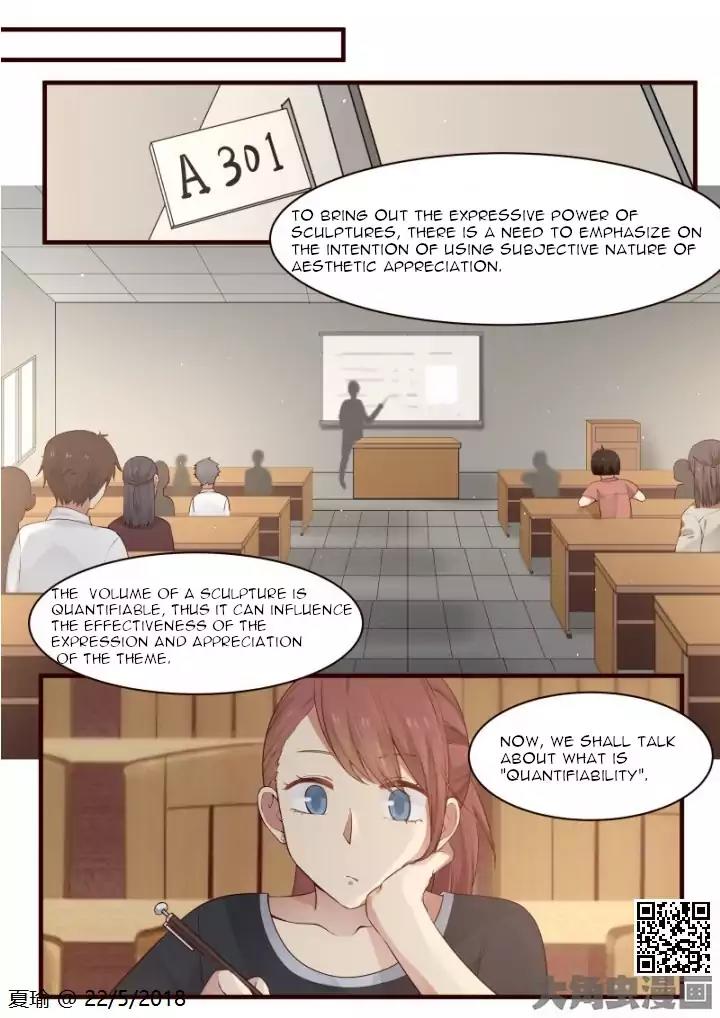 A 301
TO BRING OUT THE EXPRESSIVE POWER OF
SCULPTURES, THERE IS A NEED TO EMPHASIZE ON
THE INTENTION OF USING SUBJECTIVE NATURE OF
AESTHETIC APPRECIATION.
THE VOLUME OF A SCULPTURE IS
QUANTIFIABLE, THUS IT CAN INFLUENCE
THE EFFECTIVENESS OF THE
EXPRESSION AND APPRECIATION
OF THE THEME.
NOW, WE SHALL TALK
ABOUT WHAT IS
"QUANTIFIABILITY".
夏瑜 @ 22/5/2018
大角虫漫画